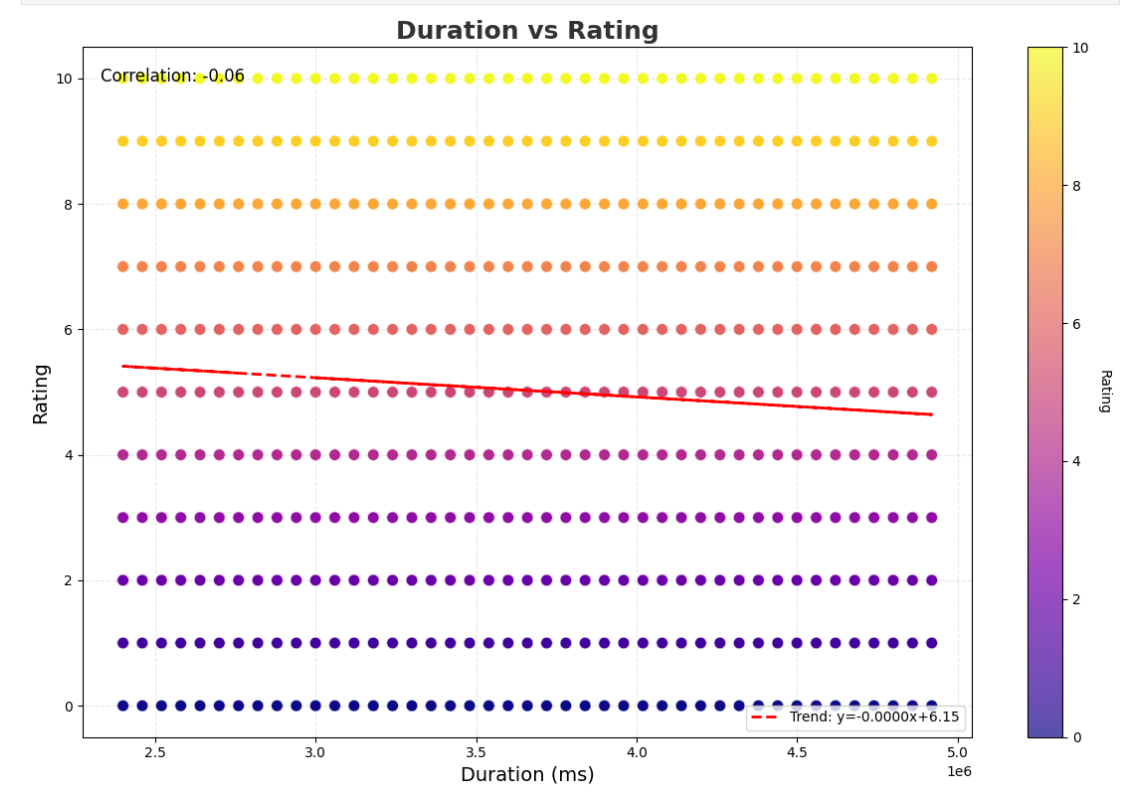 Duration vs Rating
Correlation: -0.06
10
8
6
4
2
0
Rating
2.5
3.0
3.5
4.0
4.5
5.0
1e6
Duration (ms)
Trend: y=-0.0000x+6.15
10
8
6
4
2
0
Rating